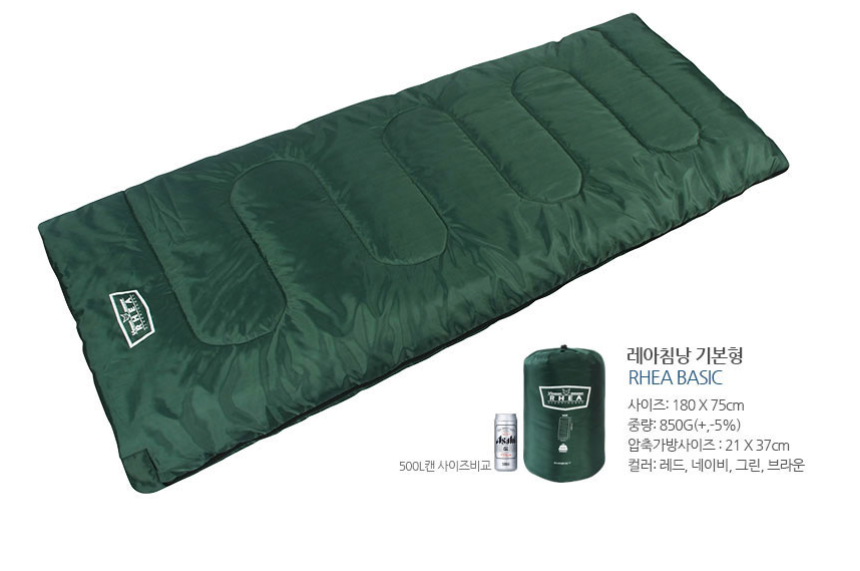 RHEA
레아침낭 기본형
RHEA BASIC
사이즈: 180 X 75cm
중량: 850G(+,-5%)
압축가방사이즈 : 21 X 37cm
컬러: 레드, 네이비, 그린, 브라운
RHEA
Asahi
500L캔 사이즈비교